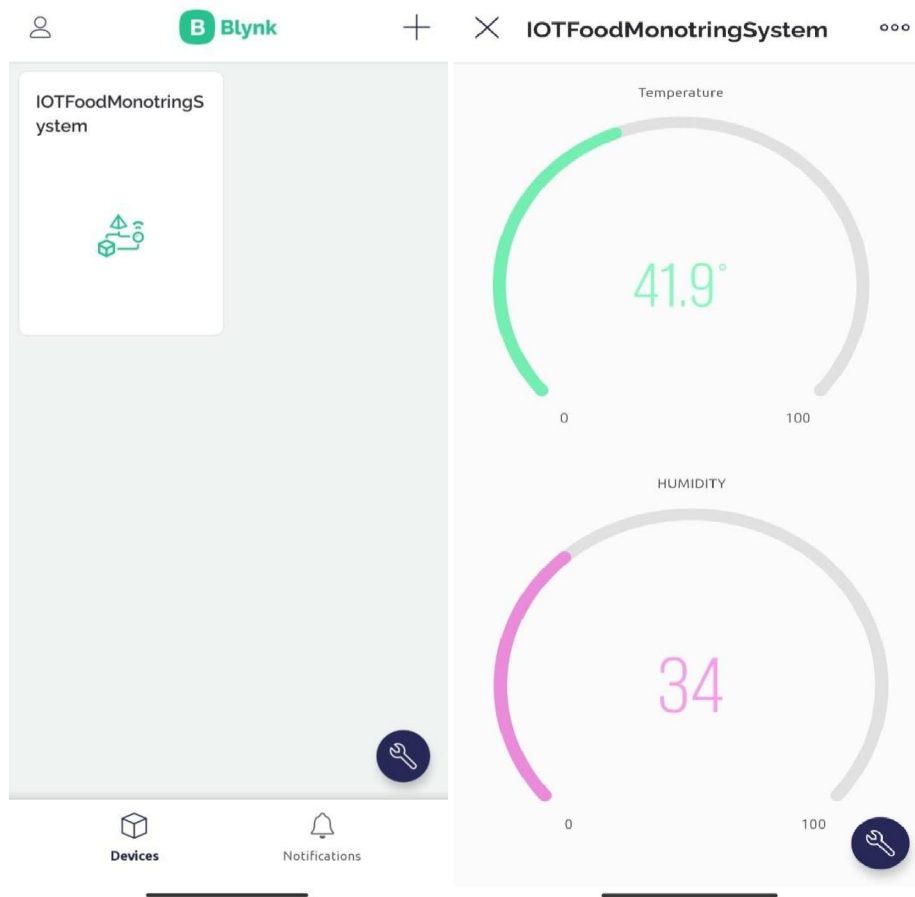 B Blynk
IOTFoodMonotringS
ystem
Devices
Notifications
IOTFoodMonotringSystem
Temperature
41.9°
0
100
HUMIDITY
34
0
100